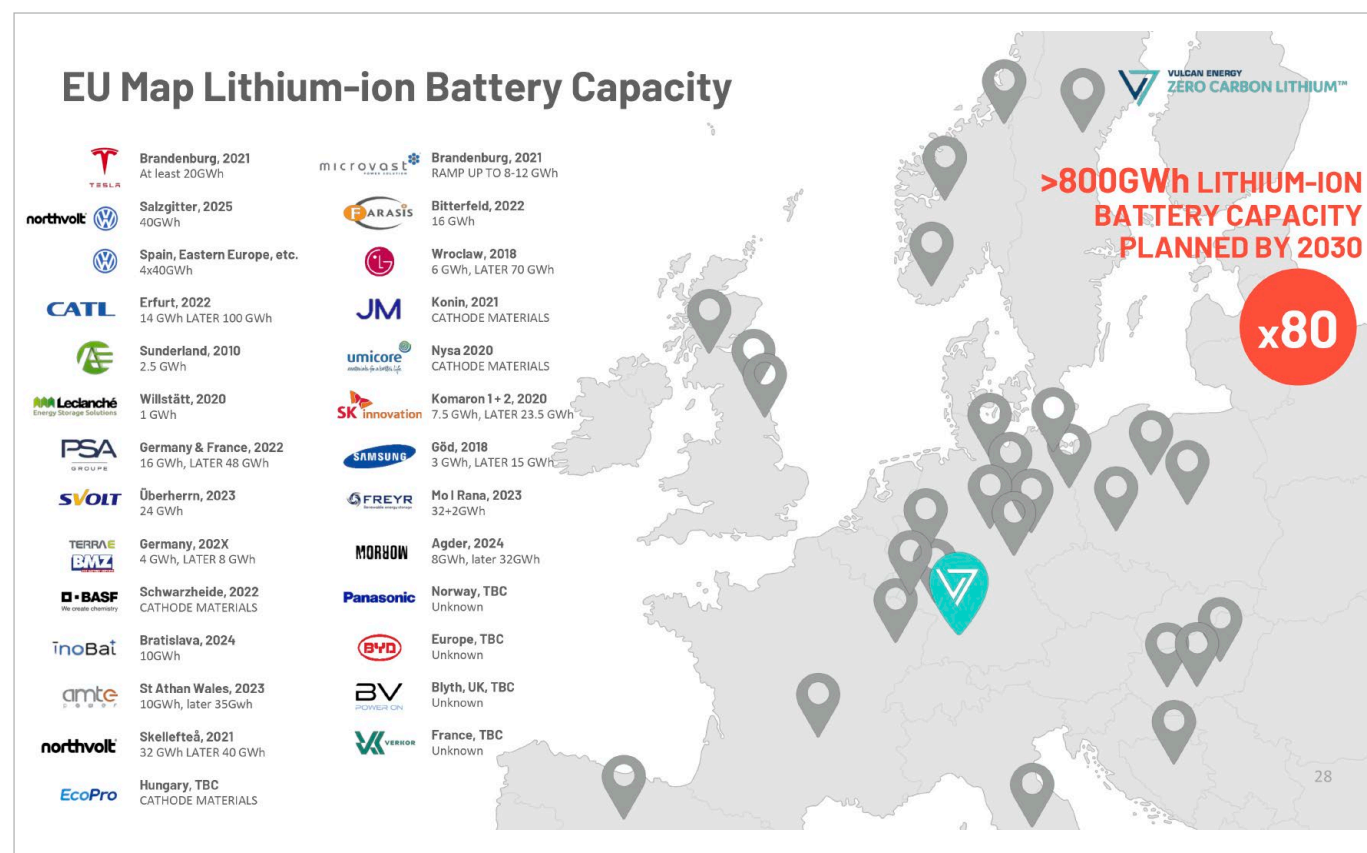 EU Map Lithium-ion Battery Capacity
VULCAN ENERGY
ZERO CARBON LITHIUM™
>800GWh LITHIUM-ION
BATTERY CAPACITY
PLANNED BY 2030
x80
TESLA
Brandenburg, 2021
At least 20GWh
northvolt
Salzgitter, 2025
40GWh
Spain, Eastern Europe, etc.
4x40GWh
CATL
Erfurt, 2022
14 GWh LATER 100 GWh
Sunderland, 2010
2.5 GWh
Leclanché
Energy Storage Solutions
Willstätt, 2020
1 GWh
PSA
GROUPE
Germany & France, 2022
16 GWh, LATER 48 GWh
SVOLT
Überherrn, 2023
24 GWh
TERRAE
BMZ
Germany, 202X
4 GWh, LATER 8 GWh
BASF
We create chemistry
Schwarzheide, 2022
CATHODE MATERIALS
InoBat
Bratislava, 2024
10GWh
amte
power
St Athan Wales, 2023
10GWh, later 35Gwh
northvolt
Skellefteå, 2021
32 GWh LATER 40 GWh
EcoPro
Hungary, TBC
CATHODE MATERIALS
microvast
POWER SOLUTION
Brandenburg, 2021
RAMP UP TO 8-12 GWh
FARASIS
Bitterfeld, 2022
16 GWh
LG
Wroclaw, 2018
6 GWh, LATER 70 GWh
JM
Konin, 2021
CATHODE MATERIALS
umicore
materials for a better life
Nysa 2020
CATHODE MATERIALS
SK innovation
Komaron 1 + 2, 2020
7.5 GWh, LATER 23.5 GWh
SAMSUNG
Göd, 2018
3 GWh, LATER 15 GWh
FREYR
Mo I Rana, 2023
32+2GWh
MORROW
Agder, 2024
8GWh, later 32GWh
Panasonic
Norway, TBC
Unknown
BYD
Europe, TBC
Unknown
BV
POWER ON
Blyth, UK, TBC
Unknown
VERKOR
France, TBC
Unknown
28